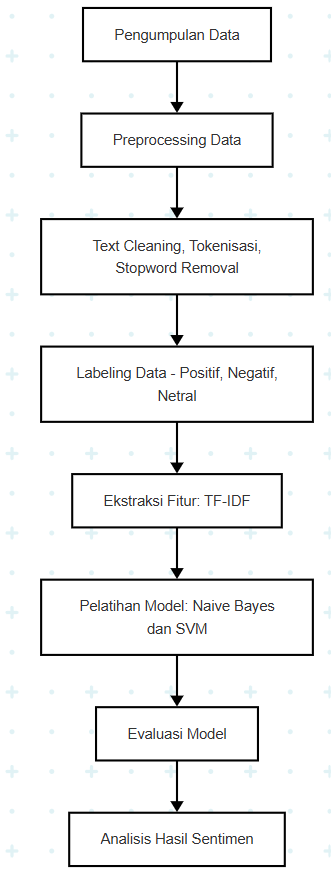 Pengumpulan Data
Preprocessing Data
Text Cleaning, Tokenisasi,
Stopword Removal
Labeling Data - Positif, Negatif,
Netral
Ekstraksi Fitur: TF-IDF
Pelatihan Model: Naive Bayes
dan SVM
Evaluasi Model
Analisis Hasil Sentimen